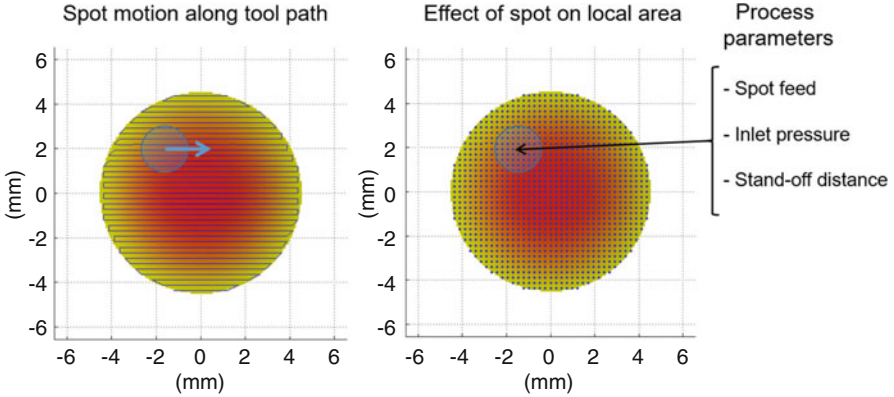 Spot motion along tool path
6
4
2
0
-2
-4
-6
(mm)
-6 -4 -2 0 2 4 6
(mm)
Effect of spot on local area
6
4
2
0
-2
-4
-6
(mm)
-6 -4 -2 0 2 4 6
(mm)
Process
parameters
- Spot feed
- Inlet pressure
- Stand-off distance